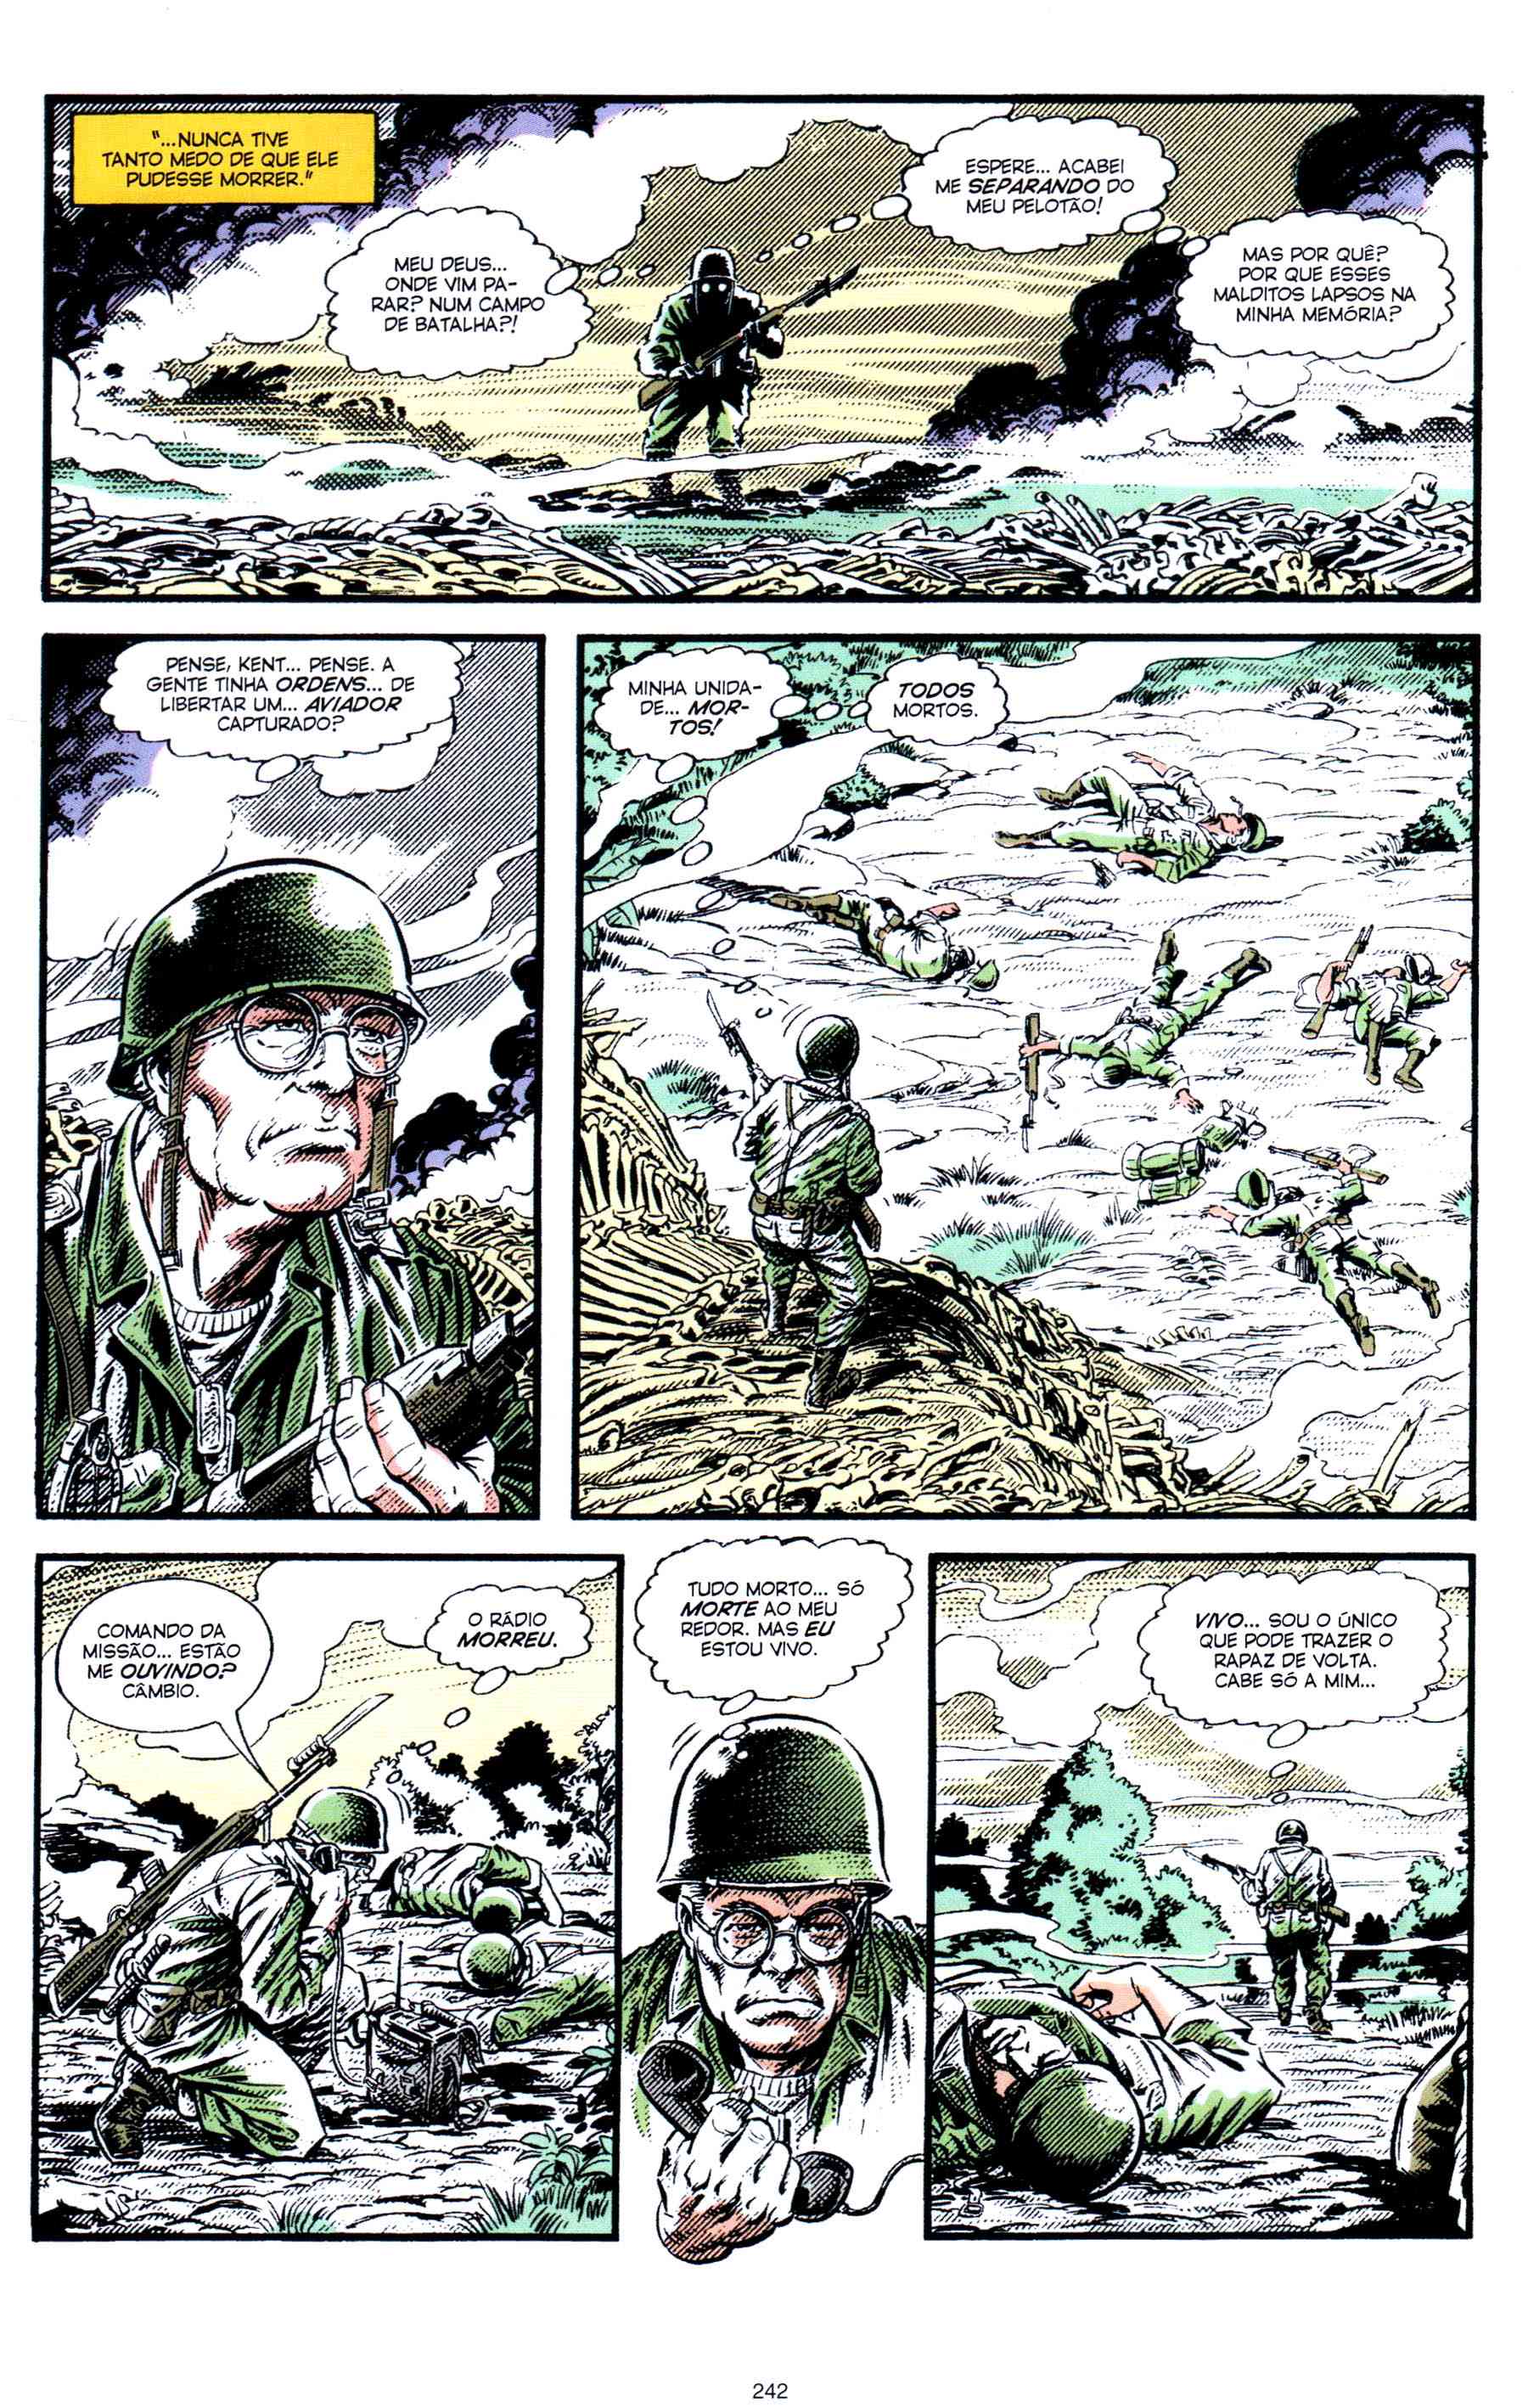 "...NUNCA TIVE
TANTO MEDO DE QUE ELE
PUDESSE MORRER."
MEU DEUS...
ONDE VIM PA-
RAR? NUM CAMPO
DE BATALHA?!
ESPERE... ACABEI
ME SEPARANDO DO
MEU PELOTÃO!
MAS POR QUÊ?
POR QUE ESSES
MALDITOS LAPSOS NA
MINHA MEMÓRIA?
PENSE, KENT... PENSE. A
GENTE TINHA ORDENS... DE
LIBERTAR UM... AVIADOR
CAPTURADO?
MINHA UNIDA-
DE... MOR-
TOS!
TODOS
MORTOS.
COMANDO DA
MISSÃO... ESTÃO
ME OUVINDO?
CÂMBIO.
O RÁDIO
MORREU.
TUDO MORTO... SÓ
MORTE AO MEU
REDOR. MAS EU
ESTOU VIVO.
VIVO... SOU O ÚNICO
QUE PODE TRAZER O
RAPAZ DE VOLTA.
CABE SÓ A MIM...
242